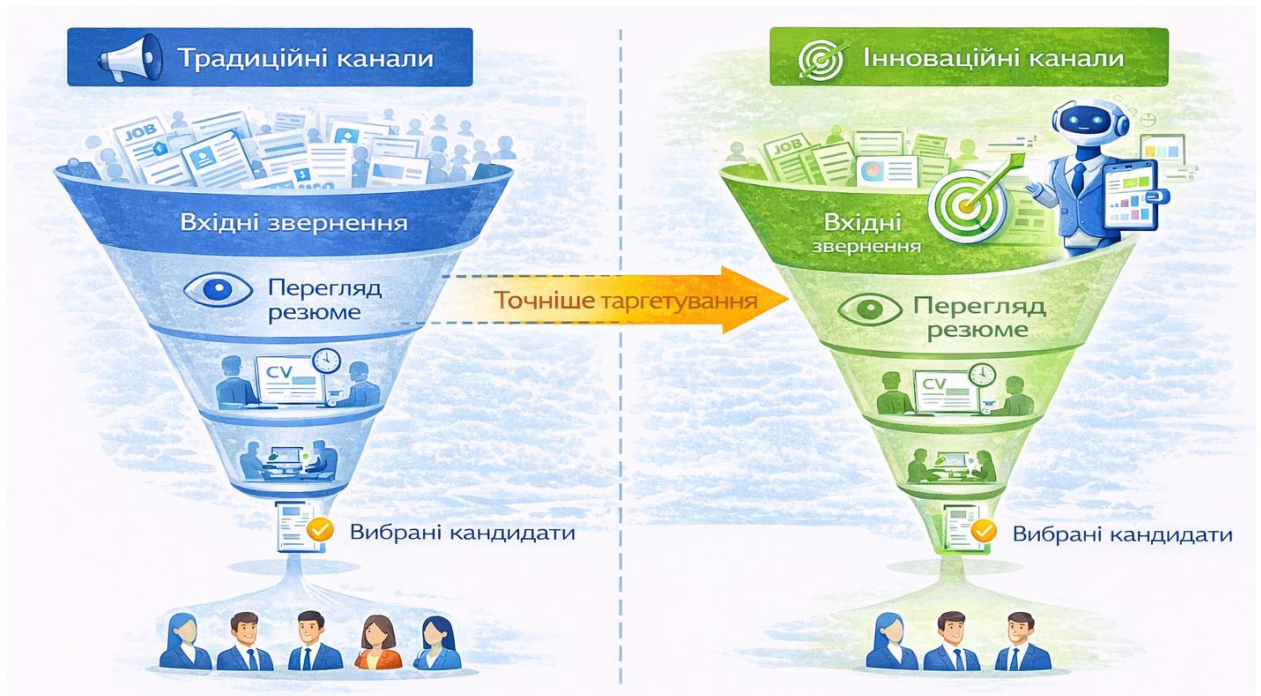 Традиційні канали
JOB
Вхідні звернення
Перегляд
резюме
CV
Вибрані кандидати
Точніше таргетування
Інноваційні канали
JOB
Вхідні
звернення
Перегляд
резюме
CV
Вибрані кандидати